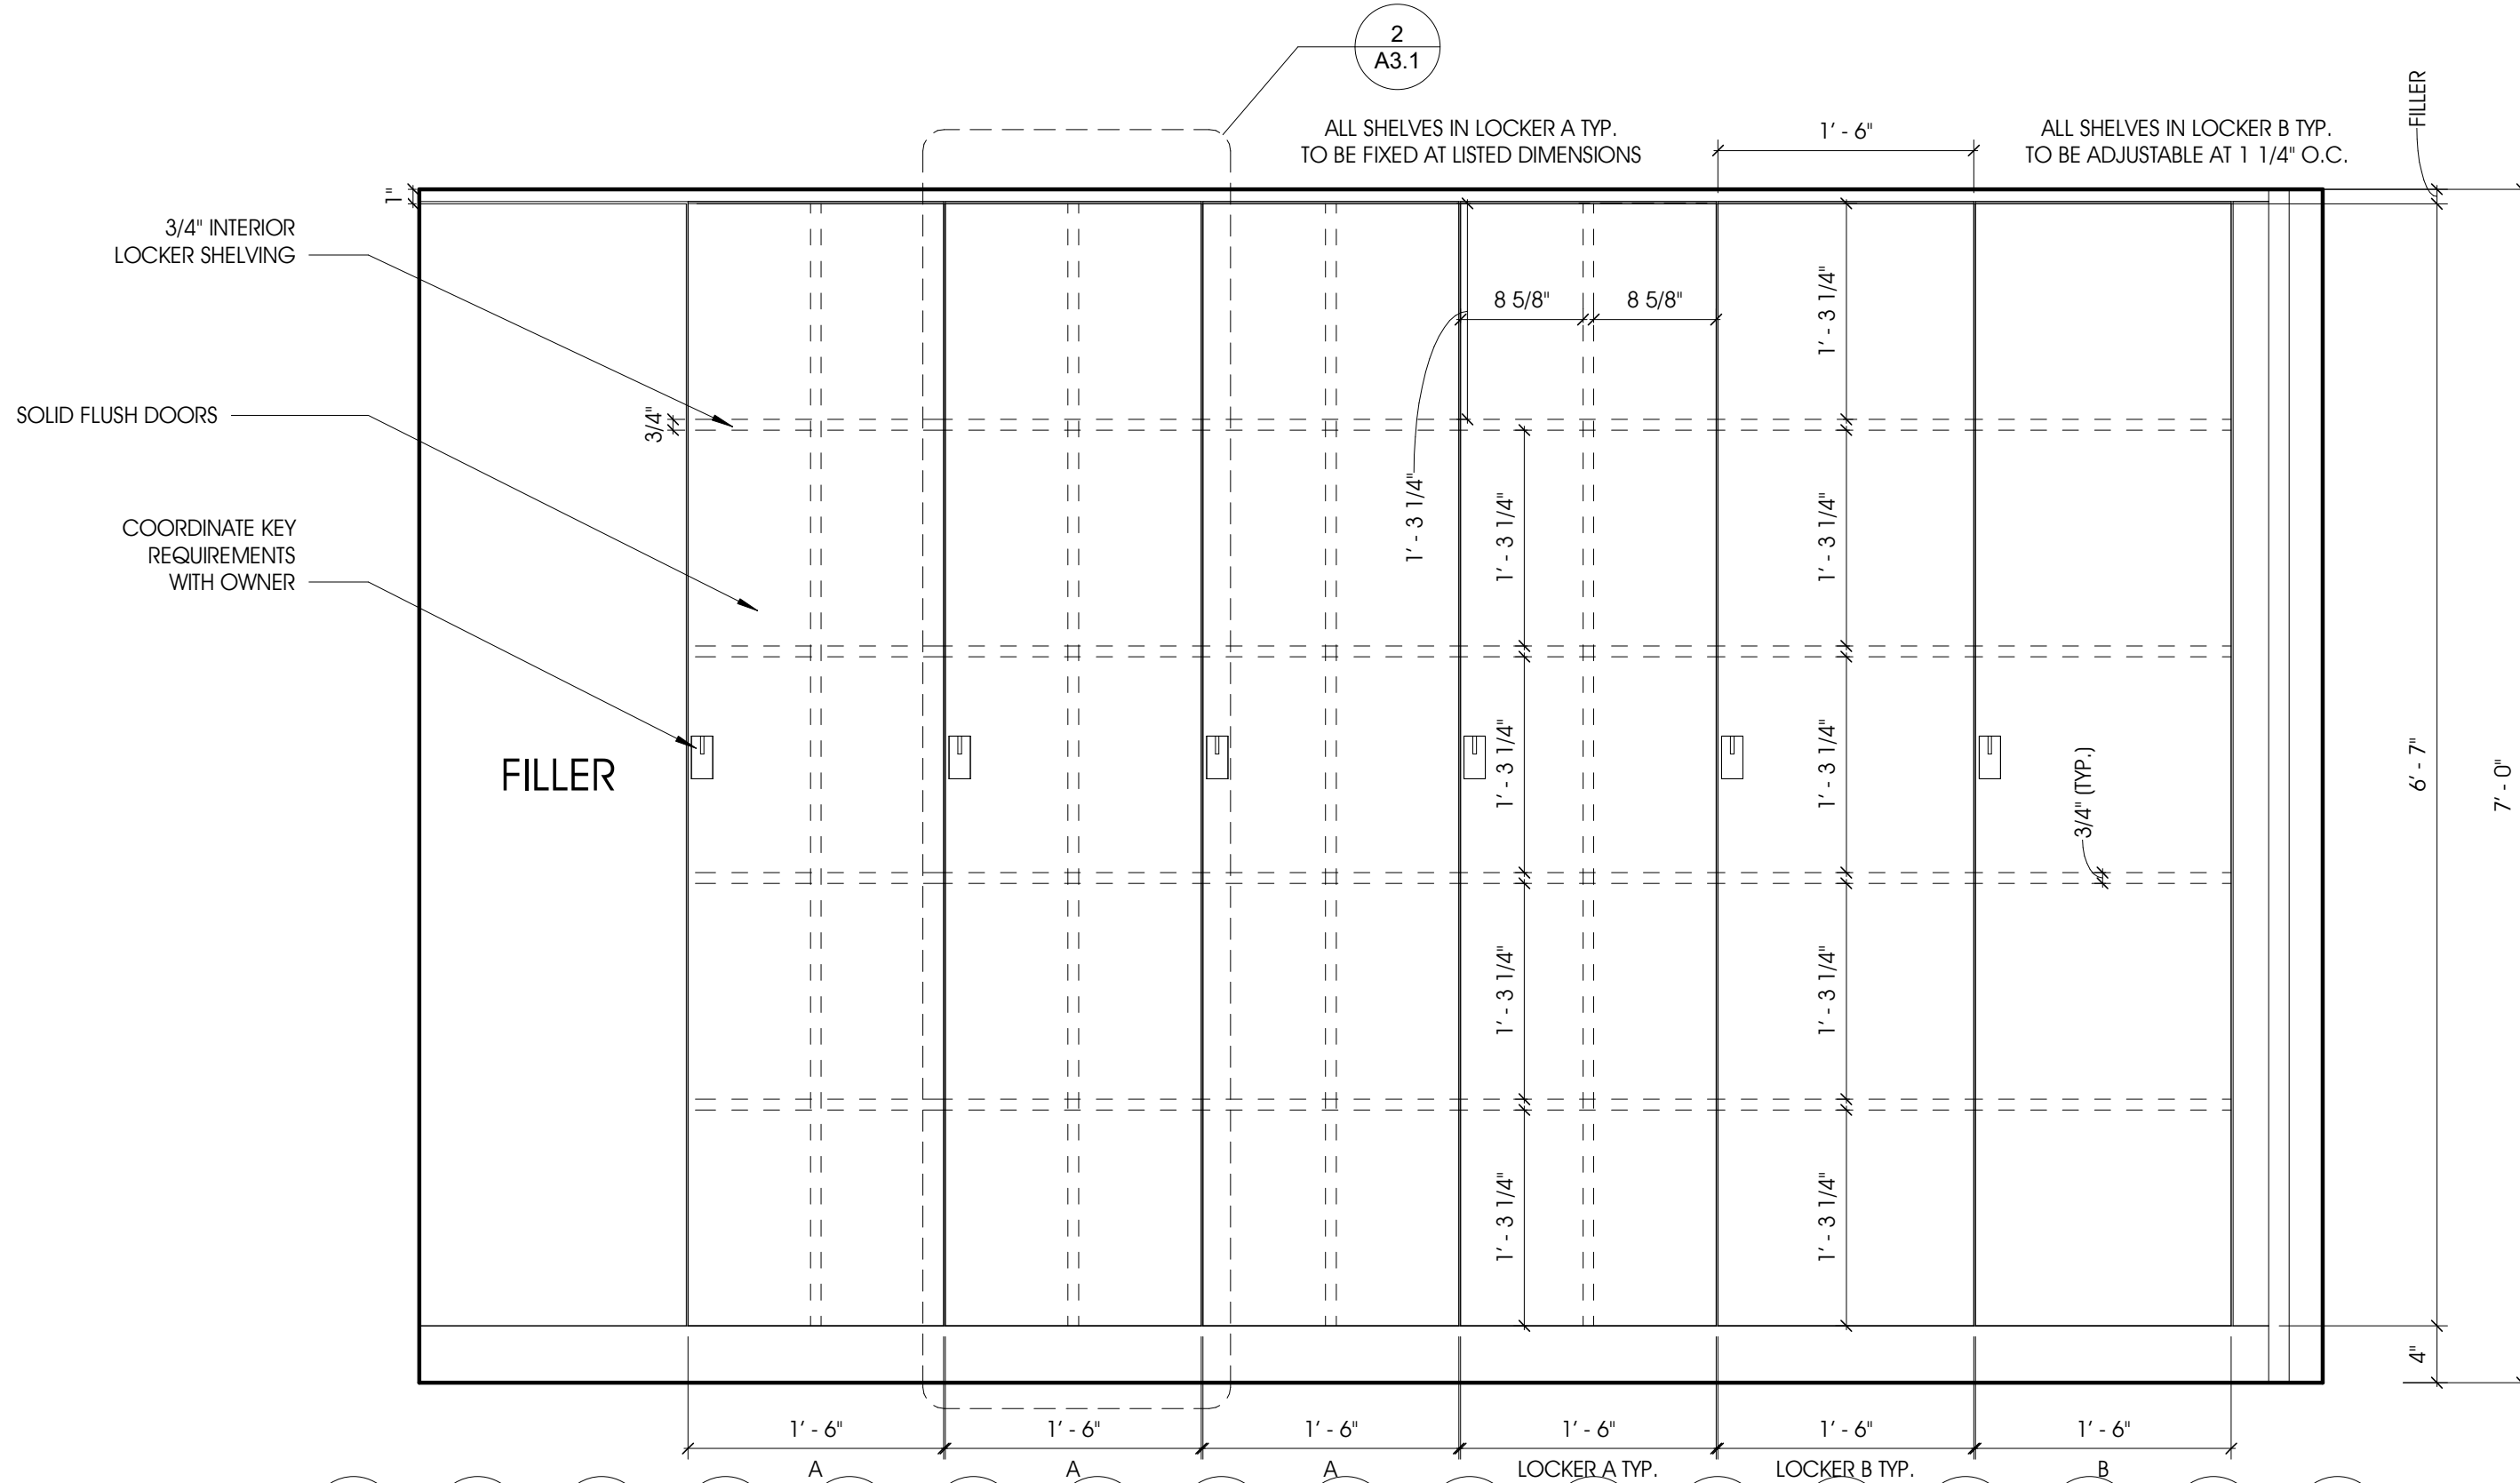 2
A3.1
FILLER
ALL SHELVES IN LOCKER A TYP.
TO BE FIXED AT LISTED DIMENSIONS
1' - 6"
ALL SHELVES IN LOCKER B TYP.
TO BE ADJUSTABLE AT 1 1/4" O.C.
1"
3/4" INTERIOR
LOCKER SHELVING
8 5/8"
8 5/8"
1' - 3 1/4"
SOLID FLUSH DOORS
3/4"
1' - 3 1/4"
1' - 3 1/4"
1' - 3 1/4"
COORDINATE KEY
REQUIREMENTS
WITH OWNER
FILLER
1' - 3 1/4"
1' - 3 1/4"
3/4" (TYP.)
6' - 7"
7' - 0"
1' - 3 1/4"
1' - 3 1/4"
1' - 3 1/4"
1' - 3 1/4"
4"
1' - 6"
1' - 6"
1' - 6"
1' - 6"
1' - 6"
1' - 6"
A
A
A
LOCKER A TYP.
LOCKER B TYP.
B